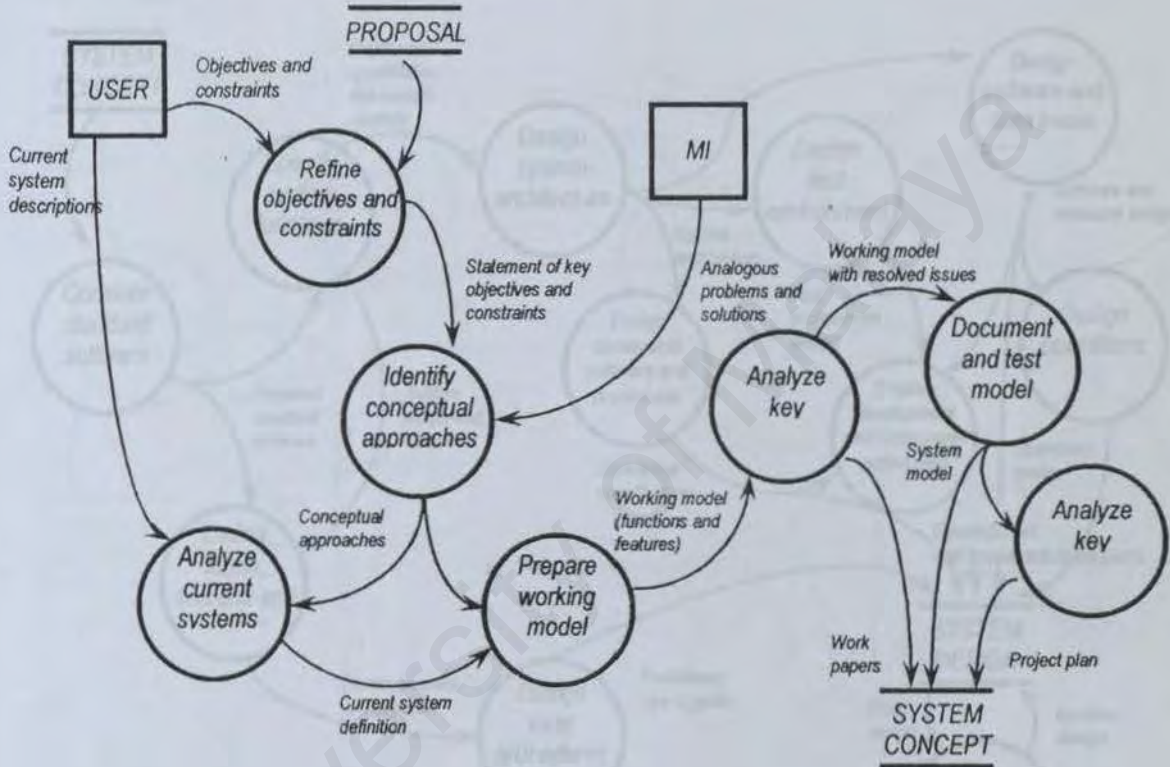 PROPOSAL
USER
Objectives and
constraints
MI
Current
system
descriptions
Refine
objectives and
constraints
Statement of key
objectives and
constraints
Analogous
problems and
solutions
Working model
with resolved issues
Document
and test
model
Identify
conceptual
approaches
Analyze
key
System
model
Conceptual
approaches
Working model
(functions and
features)
Analyze
key
Analyze
current
systems
Prepare
working
model
Current system
definition
Work
papers
Project plan
SYSTEM
CONCEPT
University of Malaya